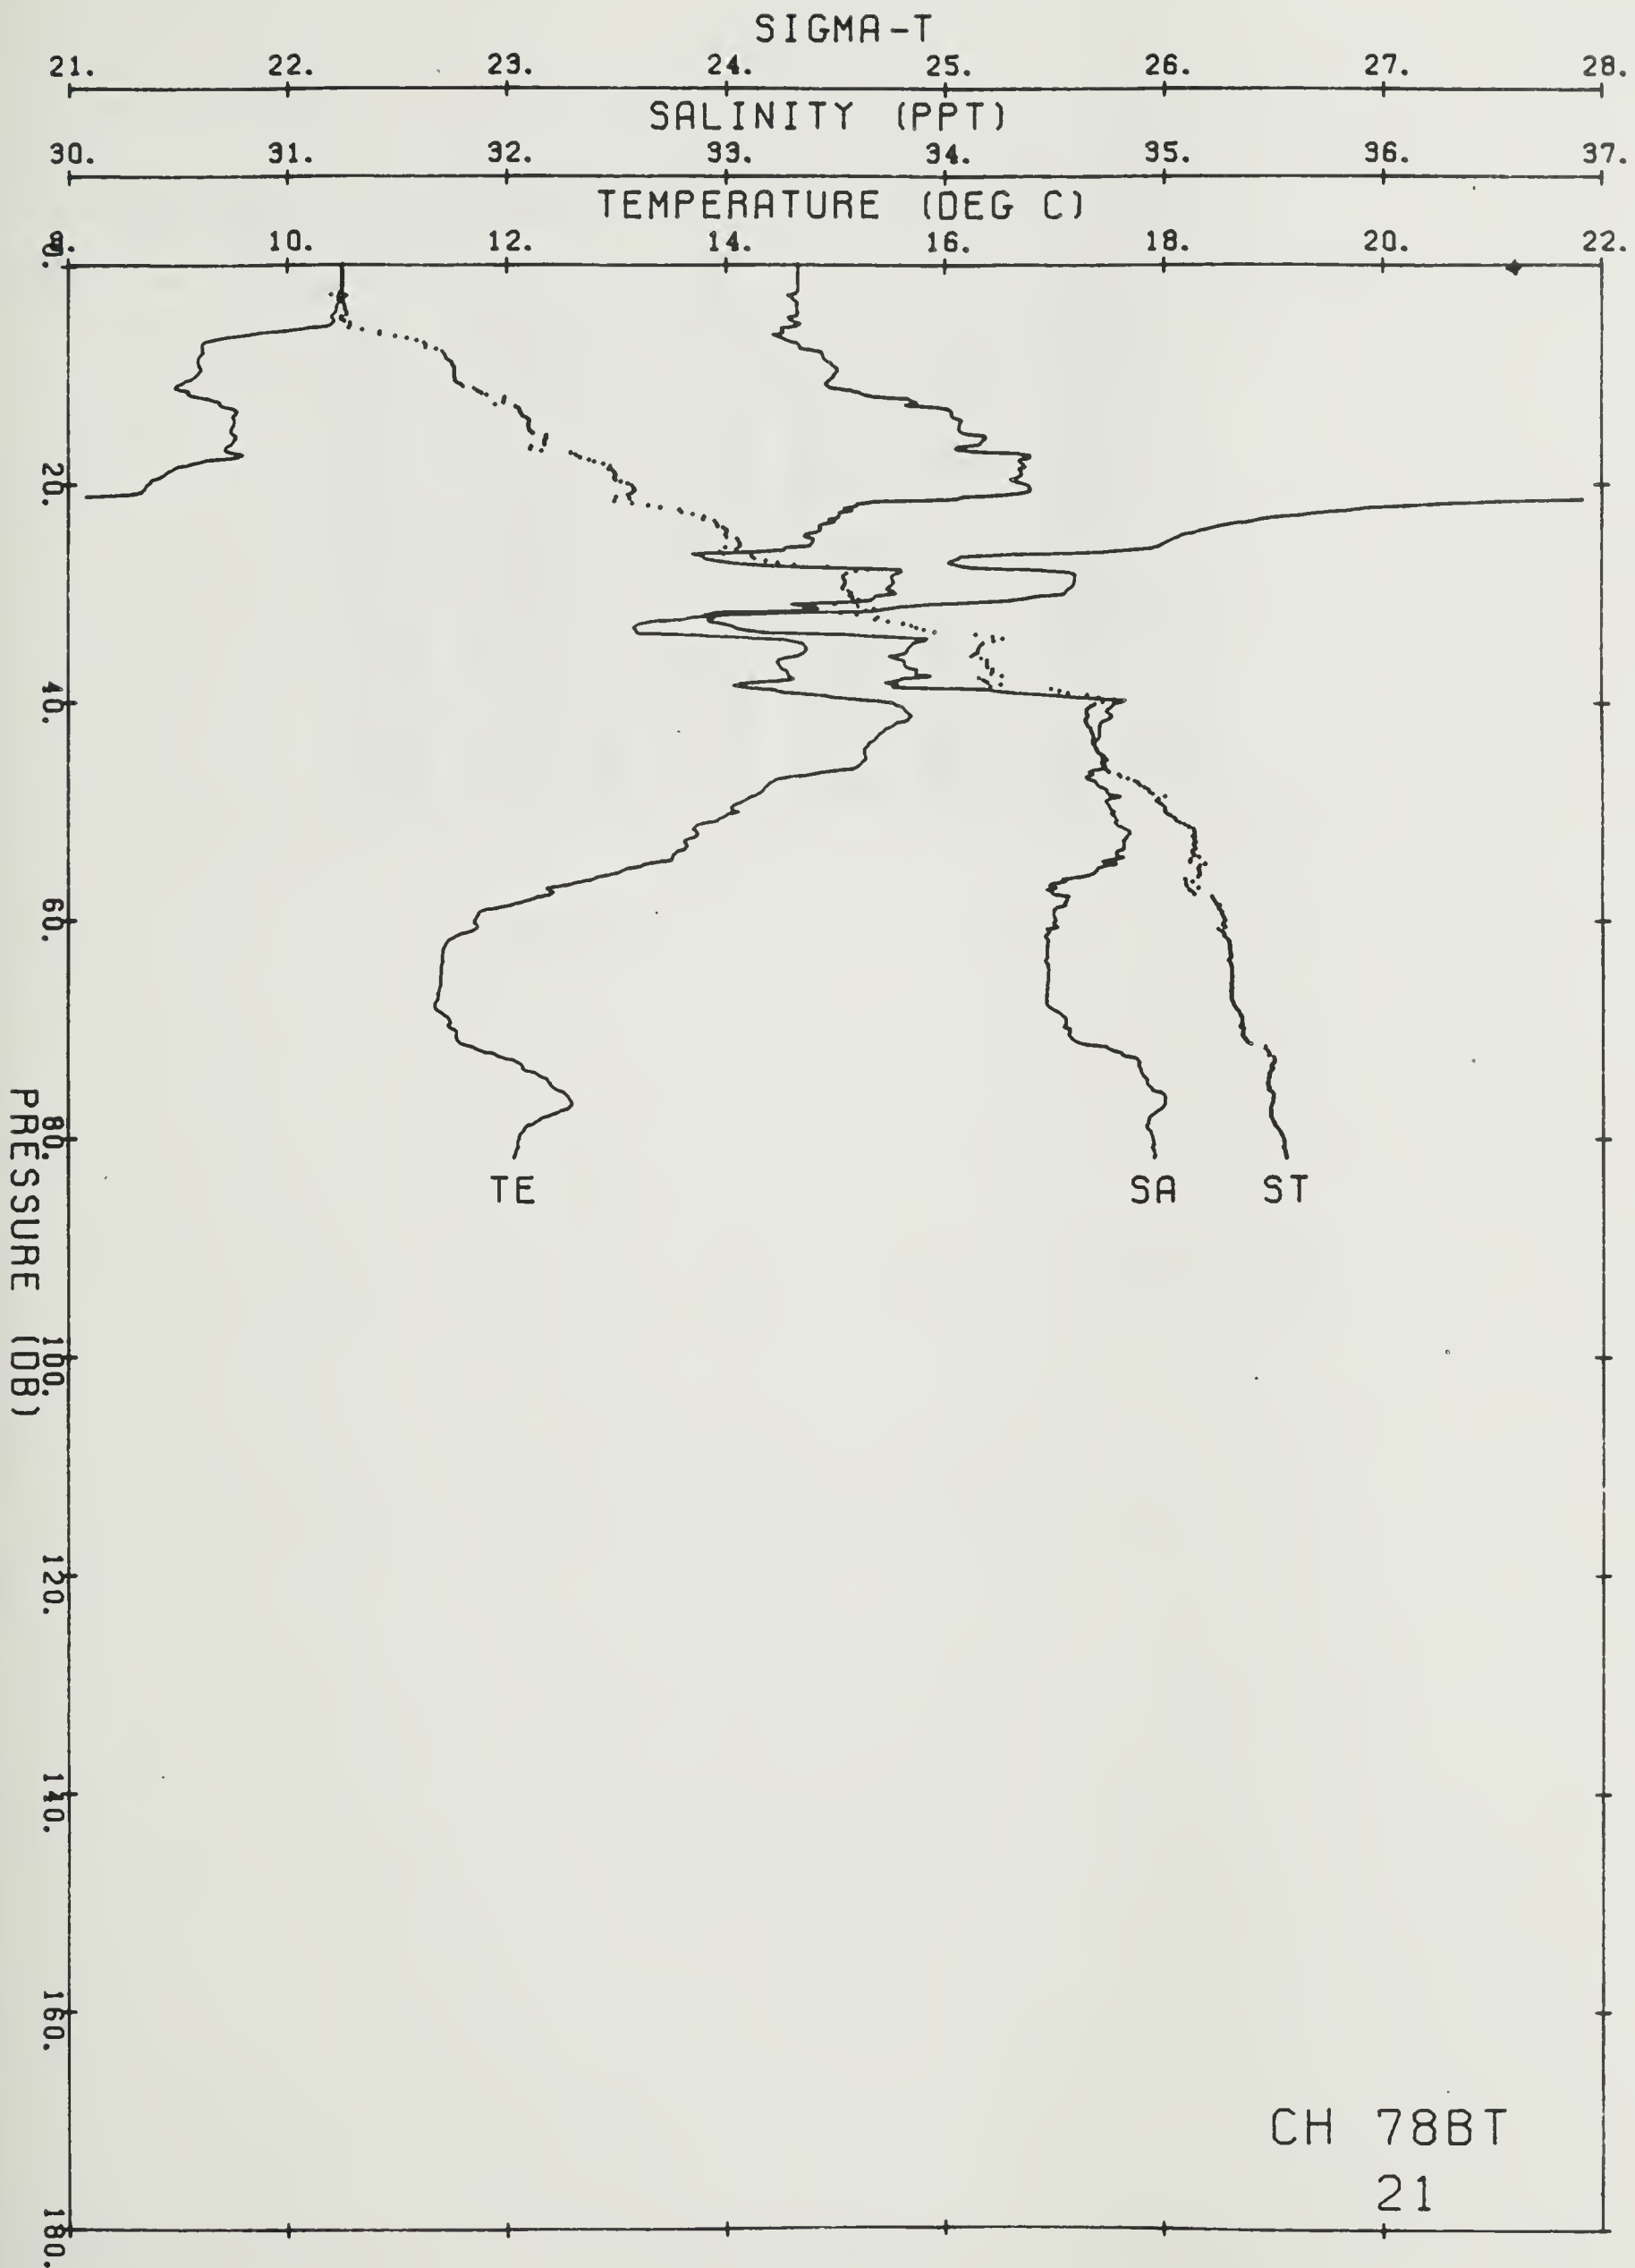 SIGMA-T
21. 22. 23. 24. 25. 26. 27. 28.
SALINITY (PPT)
30. 31. 32. 33. 34. 35. 36. 37.
TEMPERATURE (DEG C)
8. 10. 12. 14. 16. 18. 20. 22.
0.
20.
40.
60.
80.
100.
120.
140.
160.
180.
PRESSURE (DB)
TE SA ST
CH 78BT
21